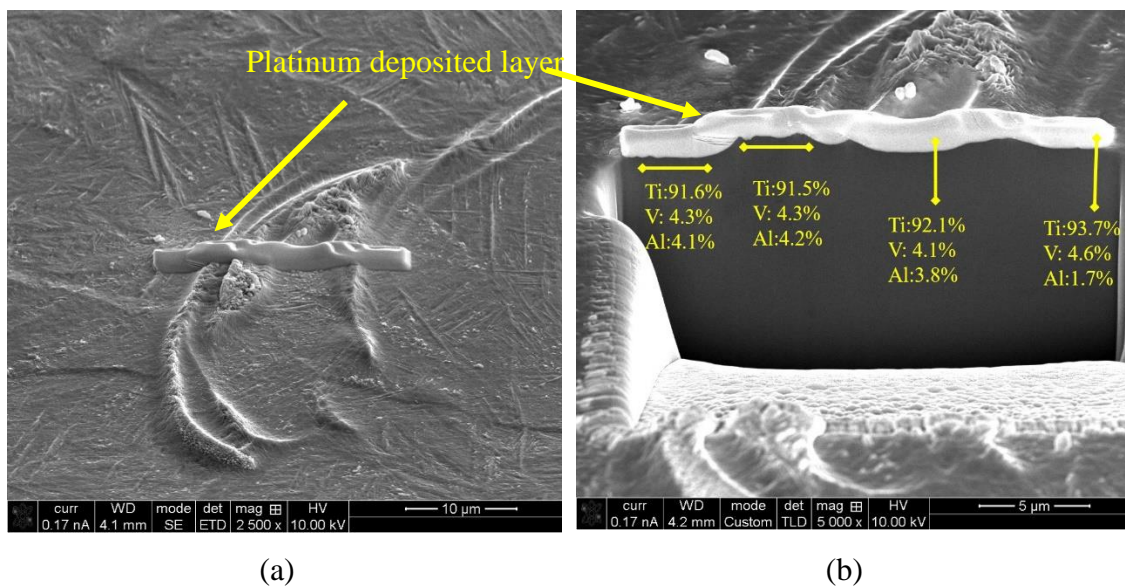 Platinum deposited layer
Ti:91.6%
V: 4.3%
Al:4.1%
Ti:91.5%
V: 4.3%
Al:4.2%
Ti:92.1%
V: 4.1%
Al:3.8%
Ti:93.7%
V: 4.6%
Al:1.7%
curr WD mode det mag ⊞ HV
0.17 nA 4.1 mm SE ETD 2 500 x 10.00 kV 10 µm
curr WD mode det mag ⊞ HV
0.17 nA 4.2 mm Custom TLD 5 000 x 10.00 kV 5 µm
(a)
(b)